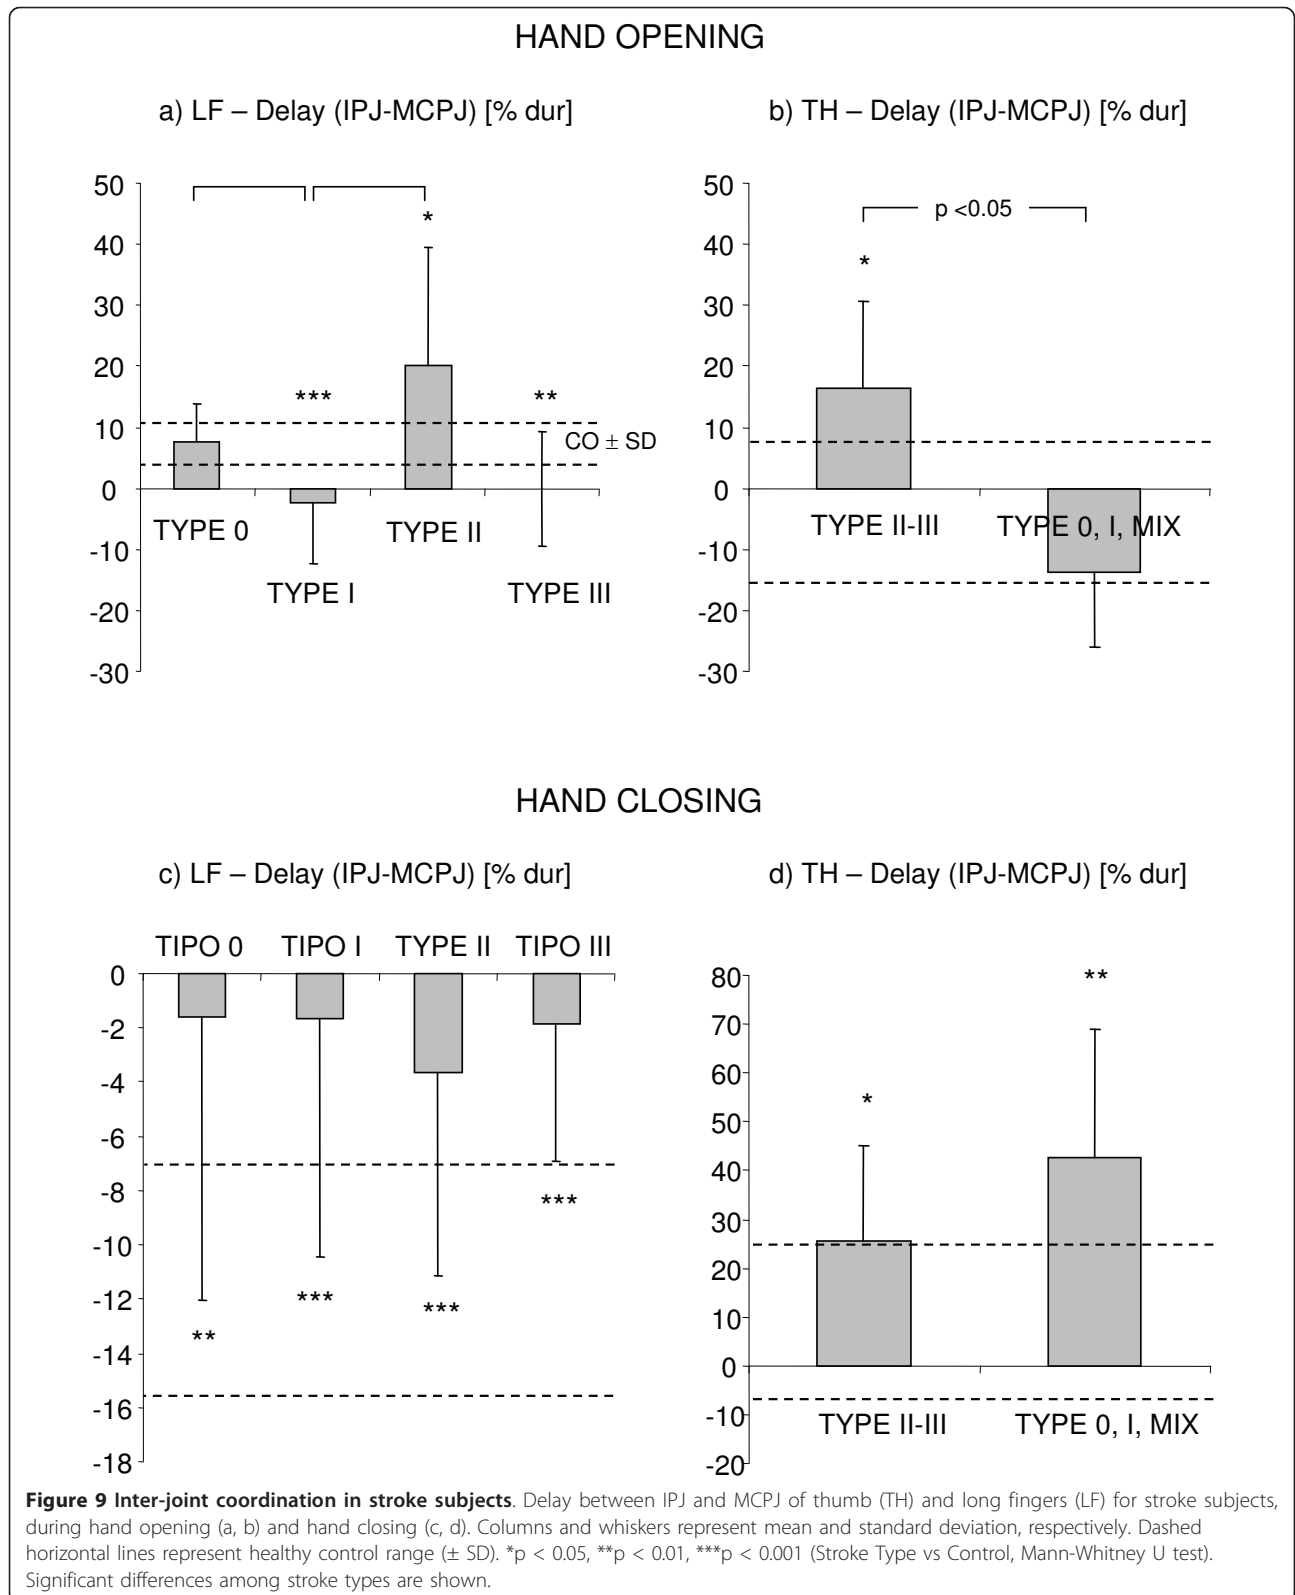 HAND OPENING
a) LF – Delay (IPJ-MCPJ) [% dur]
b) TH – Delay (IPJ-MCPJ) [% dur]
50
40
30
20
10
0
-10
-20
-30
*
***
**
CO ± SD
TYPE 0
TYPE I
TYPE II
TYPE III
50
40
30
20
10
0
-10
-20
-30
p <0.05
*
TYPE II-III
TYPE 0, I, MIX
HAND CLOSING
c) LF – Delay (IPJ-MCPJ) [% dur]
d) TH – Delay (IPJ-MCPJ) [% dur]
TIPO 0
TIPO I
TYPE II
TIPO III
0
-2
-4
-6
-8
-10
-12
-14
-16
-18
**
***
***
***
80
70
60
50
40
30
20
10
0
-10
-20
*
**
TYPE II-III
TYPE 0, I, MIX
Figure 9 Inter-joint coordination in stroke subjects. Delay between IPJ and MCPJ of thumb (TH) and long fingers (LF) for stroke subjects,
during hand opening (a, b) and hand closing (c, d). Columns and whiskers represent mean and standard deviation, respectively. Dashed
horizontal lines represent healthy control range (± SD). *p < 0.05, **p < 0.01, ***p < 0.001 (Stroke Type vs Control, Mann-Whitney U test).
Significant differences among stroke types are shown.